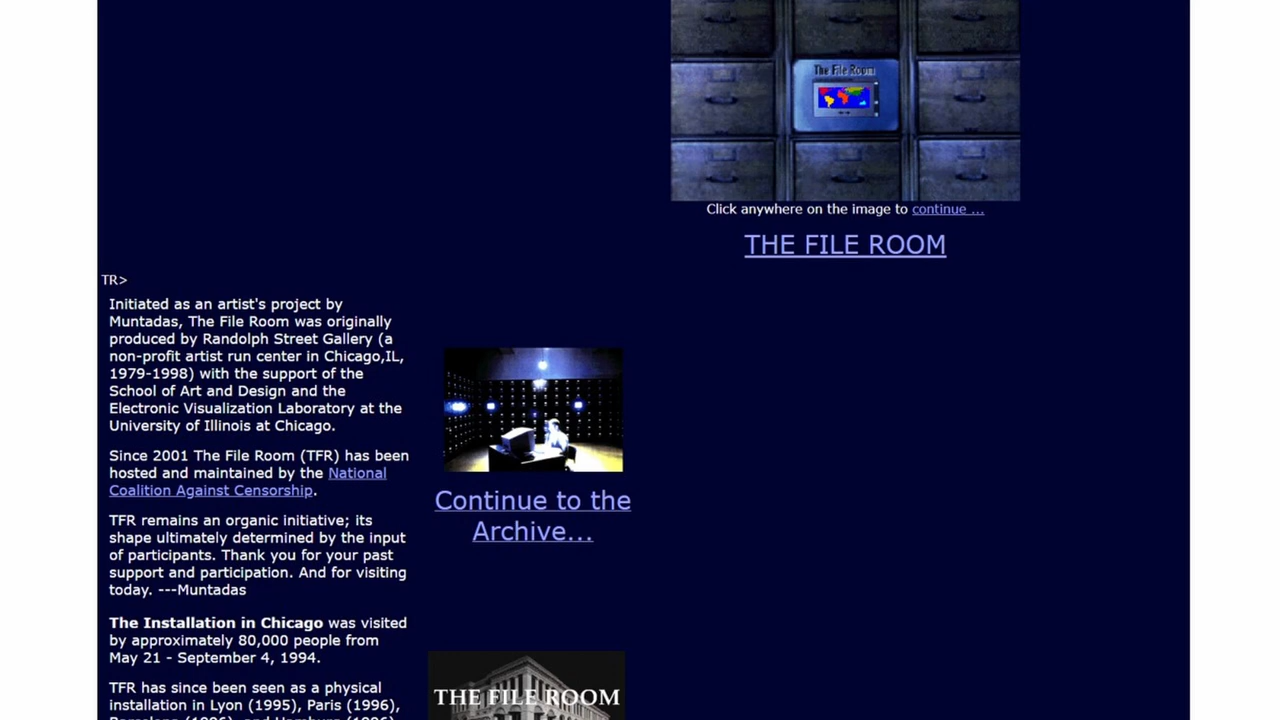 The File Room
Click anywhere on the image to continue ...
THE FILE ROOM
TR>
Initiated as an artist's project by
Muntadas, The File Room was originally
produced by Randolph Street Gallery (a
non-profit artist run center in Chicago,IL,
1979-1998) with the support of the
School of Art and Design and the
Electronic Visualization Laboratory at the
University of Illinois at Chicago.
Since 2001 The File Room (TFR) has been
hosted and maintained by the National
Coalition Against Censorship.
TFR remains an organic initiative; its
shape ultimately determined by the input
of participants. Thank you for your past
support and participation. And for visiting
today. ---Muntadas
The Installation in Chicago was visited
by approximately 80,000 people from
May 21 - September 4, 1994.
TFR has since been seen as a physical
installation in Lyon (1995), Paris (1996),
Continue to the
Archive...
THE FILE ROOM